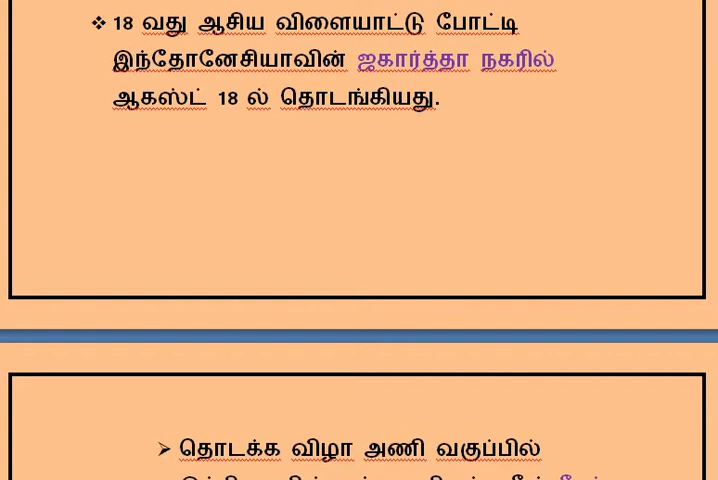 ❖ 18 வது ஆசிய விளையாட்டு போட்டி
இந்தோனேசியாவின் ஜகார்த்தா நகரில்
ஆகஸ்ட் 18 ல் தொடங்கியது.
➢ தொடக்க விழா அணி வகுப்பில்